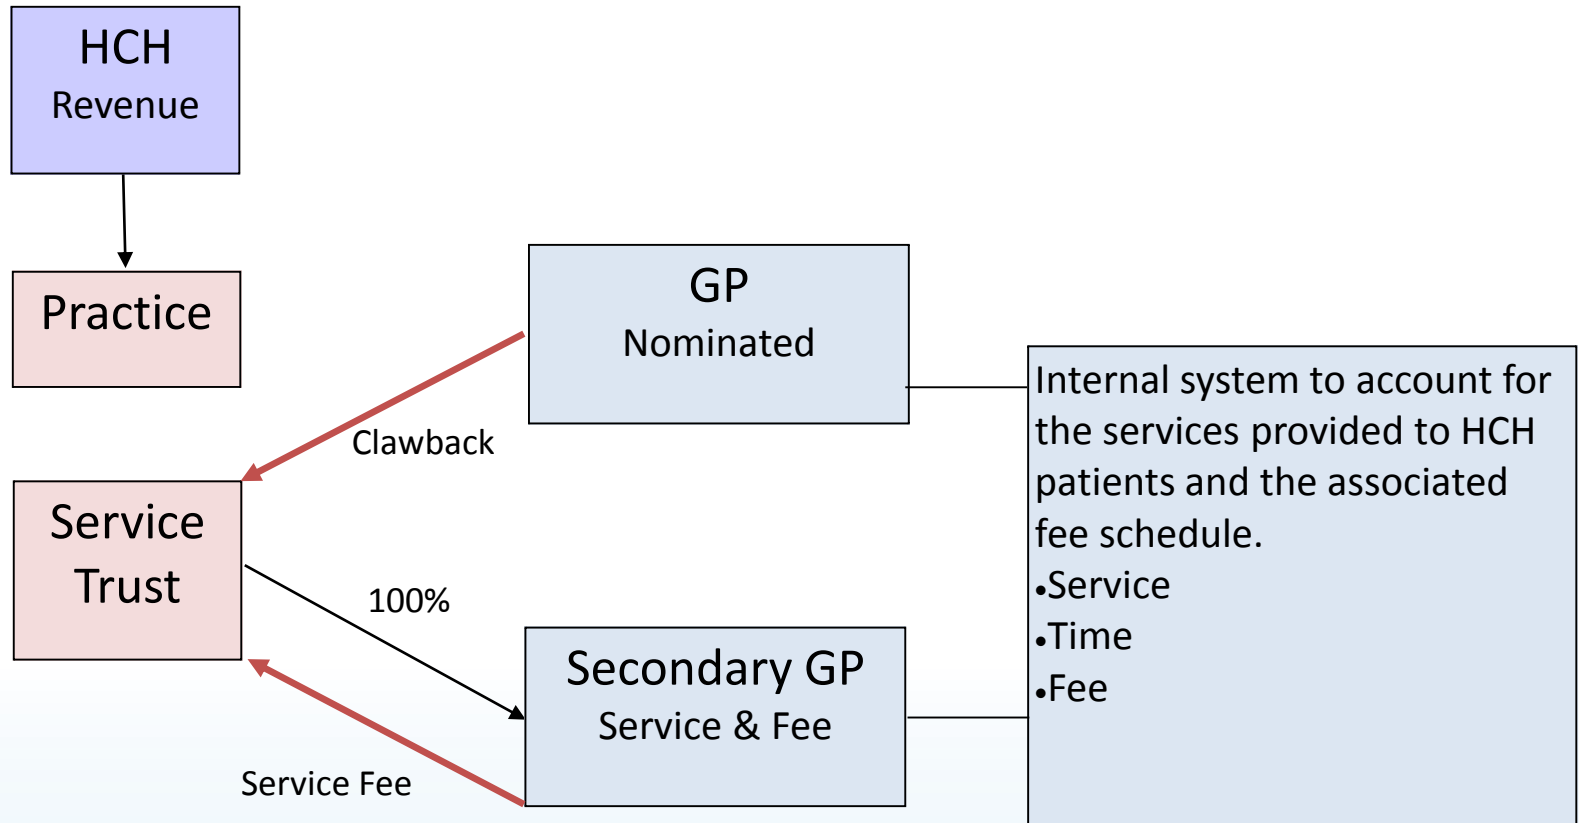 HCH
Revenue
Practice
GP
Nominated
Clawback
Internal system to account for
the services provided to HCH
patients and the associated
fee schedule.
•Service
•Time
•Fee
Service
Trust
100%
Secondary GP
Service & Fee
Service Fee